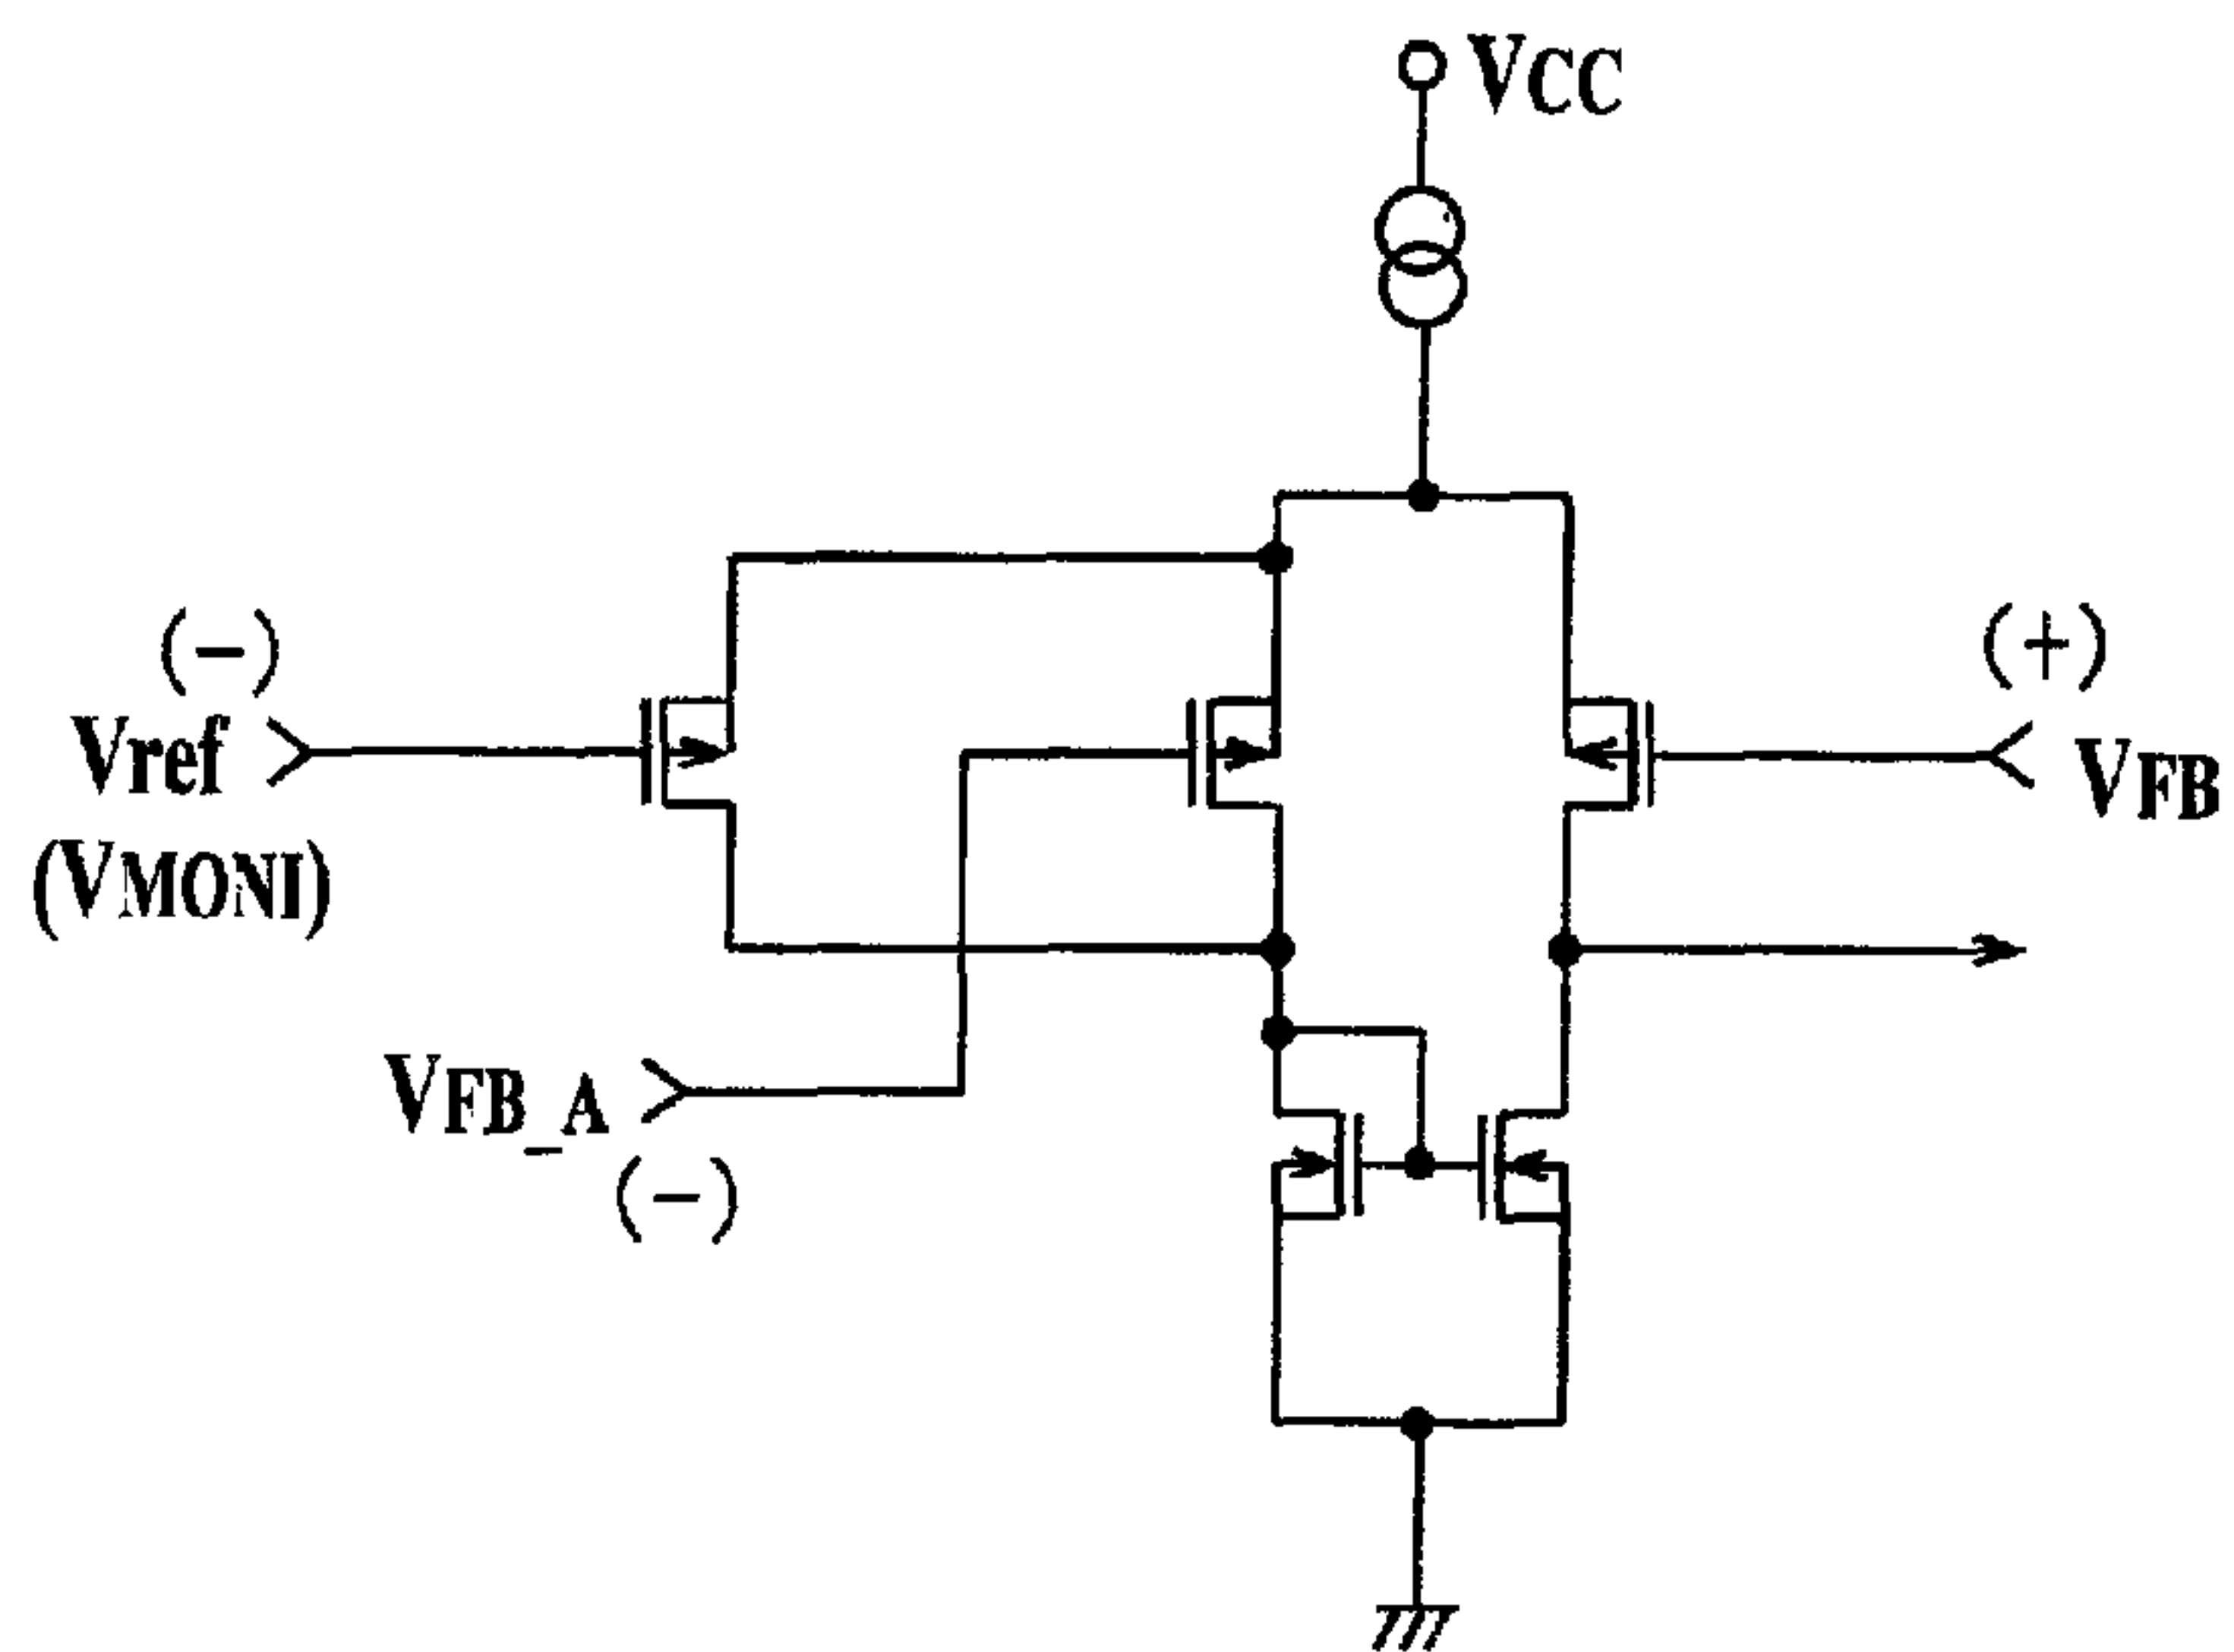 VCC
(−)
(+)
Vref
VFB
(VMONI)
VFB_A
(−)